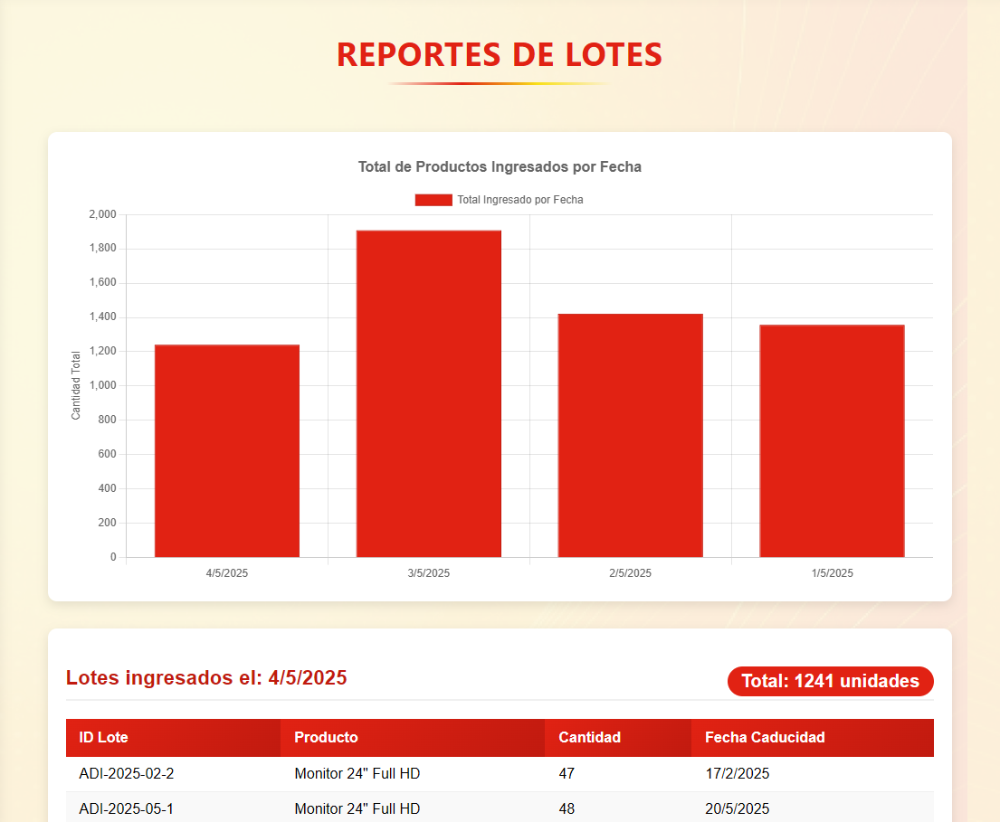 REPORTES DE LOTES
Total de Productos Ingresados por Fecha
Total Ingresado por Fecha
Cantidad Total
2,000
1,800
1,600
1,400
1,200
1,000
800
600
400
200
0
4/5/2025 3/5/2025 2/5/2025 1/5/2025
Lotes ingresados el: 4/5/2025 Total: 1241 unidades
ID Lote Producto Cantidad Fecha Caducidad
ADI-2025-02-2 Monitor 24" Full HD 47 17/2/2025
ADI-2025-05-1 Monitor 24" Full HD 48 20/5/2025